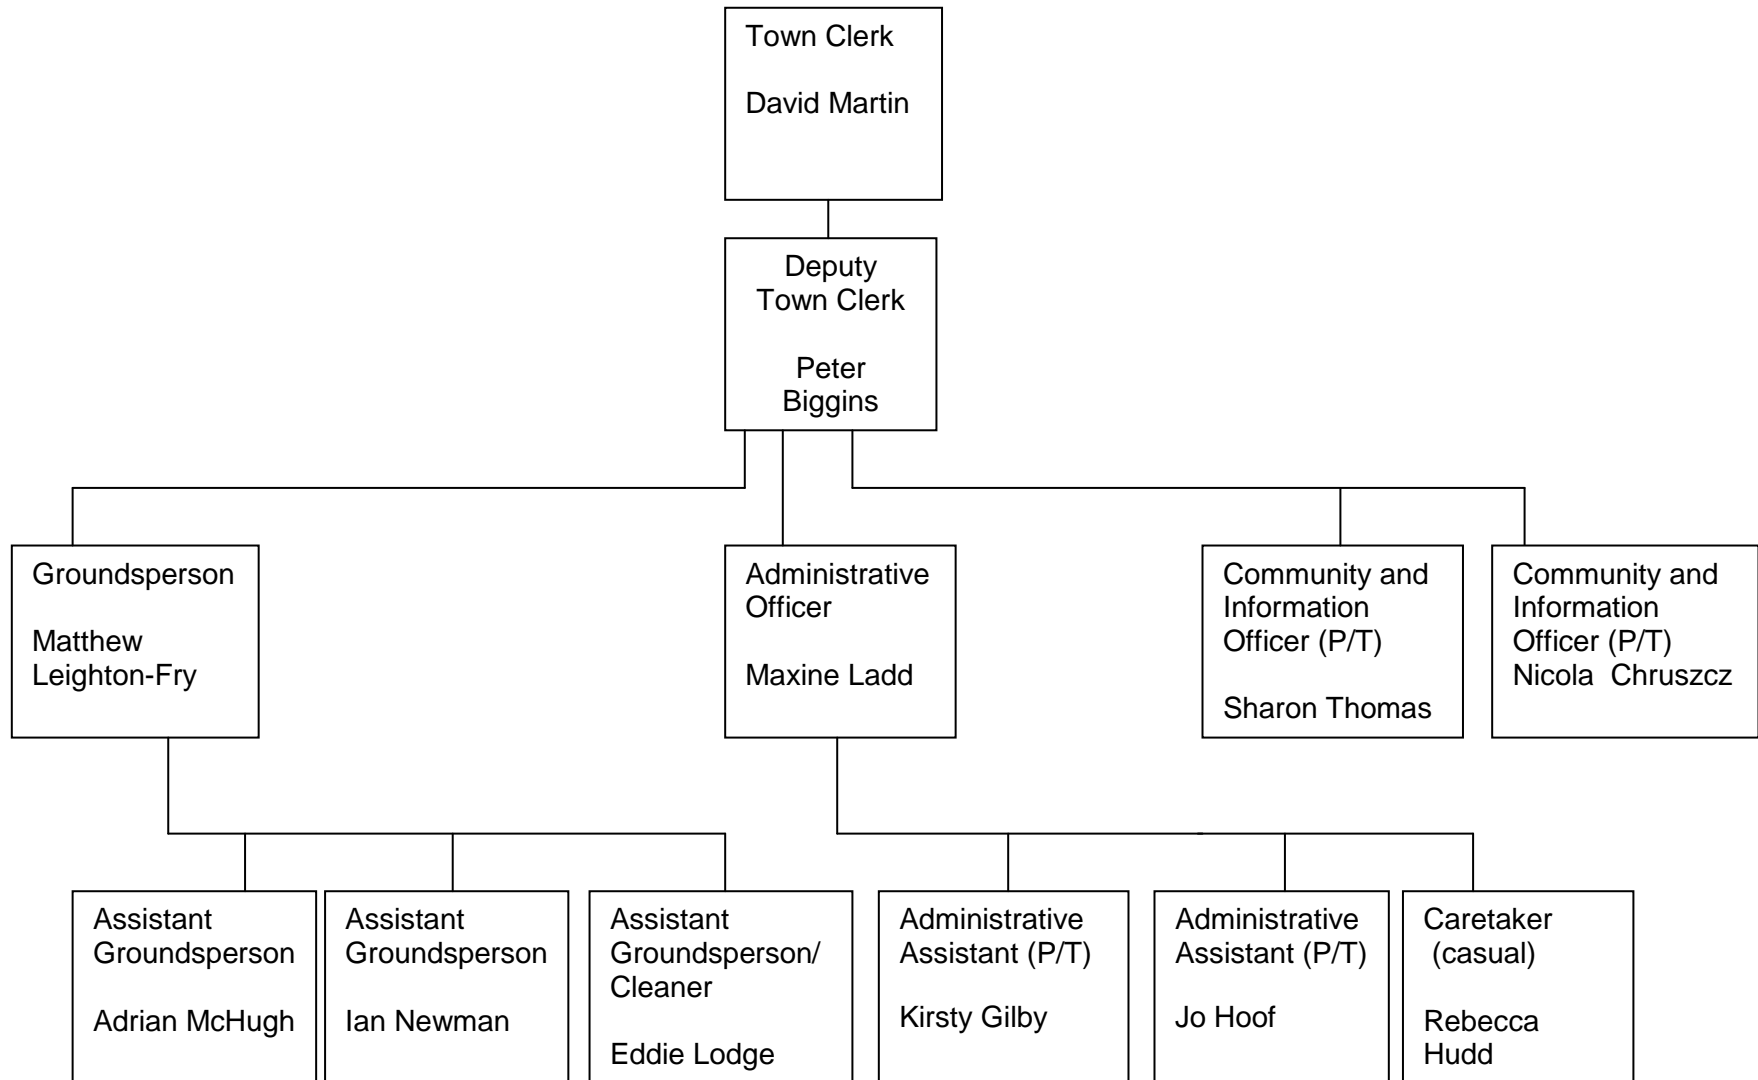 Town Clerk
David Martin
Deputy
Town Clerk
Peter
Biggins
Groundsperson
Matthew
Leighton-Fry
Administrative
Officer
Maxine Ladd
Community and
Information
Officer (P/T)
Sharon Thomas
Community and
Information
Officer (P/T)
Nicola  Chruszcz
Assistant
Groundsperson
Adrian McHugh
Assistant
Groundsperson
Ian Newman
Assistant
Groundsperson/
Cleaner
Eddie Lodge
Administrative
Assistant (P/T)
Kirsty Gilby
Administrative
Assistant (P/T)
Jo Hoof
Caretaker
(casual)
Rebecca
Hudd